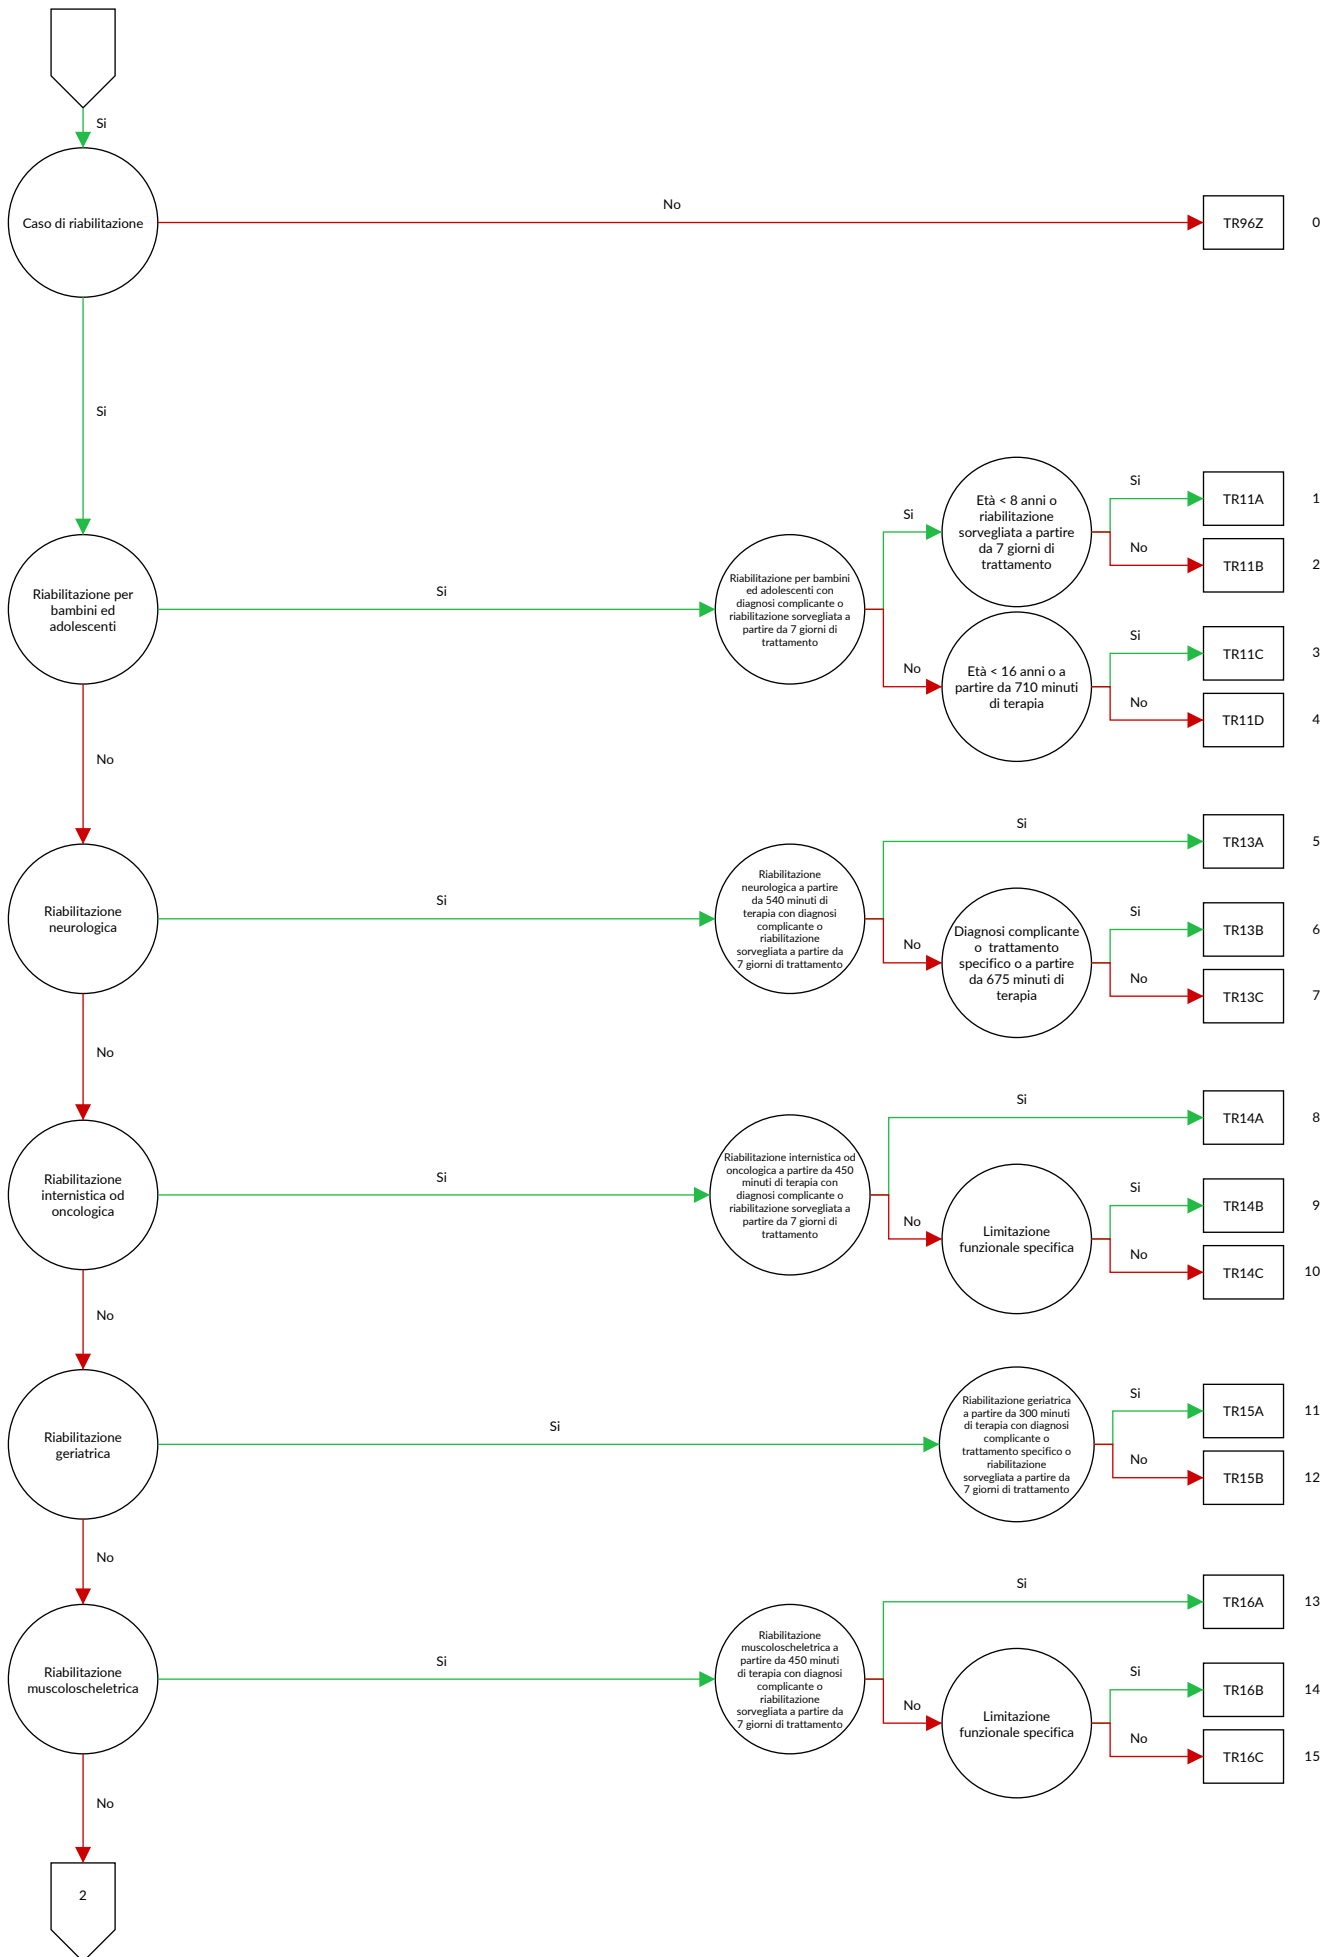 Si
Caso di riabilitazione
No
TR96Z
0
Si
Riabilitazione per
bambini ed
adolescenti
Si
Riabilitazione per bambini
ed adolescenti con
diagnosi complicante o
riabilitazione sorvegliata a
partire da 7 giorni di
trattamento
Si
Età < 8 anni o
riabilitazione
sorvegliata a partire
da 7 giorni di
trattamento
Si
TR11A
1
No
TR11B
2
No
Età < 16 anni o a
partire da 710 minuti
di terapia
Si
TR11C
3
No
TR11D
4
No
Riabilitazione
neurologica
Si
Riabilitazione
neurologica a partire
da 540 minuti di
terapia con diagnosi
complicante o
riabilitazione
sorvegliata a partire da
7 giorni di trattamento
Si
TR13A
5
No
Diagnosi complicante
o trattamento
specifico o a partire
da 675 minuti di
terapia
Si
TR13B
6
No
TR13C
7
No
Riabilitazione
internistica od
oncologica
Si
Riabilitazione internistica od
oncologica a partire da 450
minuti di terapia con
diagnosi complicante o
riabilitazione sorvegliata a
partire da 7 giorni di
trattamento
Si
TR14A
8
No
Limitazione
funzionale specifica
Si
TR14B
9
No
TR14C
10
No
Riabilitazione
geriatrica
Si
Riabilitazione geriatrica
a partire da 300 minuti
di terapia con diagnosi
complicante o
trattamento specifico o
riabilitazione
sorvegliata a partire da
7 giorni di trattamento
Si
TR15A
11
No
TR15B
12
No
Riabilitazione
muscoloscheletrica
Si
Riabilitazione
muscoloscheletrica a
partire da 450 minuti
di terapia con diagnosi
complicante o
riabilitazione
sorvegliata a partire da
7 giorni di trattamento
Si
TR16A
13
No
Limitazione
funzionale specifica
Si
TR16B
14
No
TR16C
15
No
2